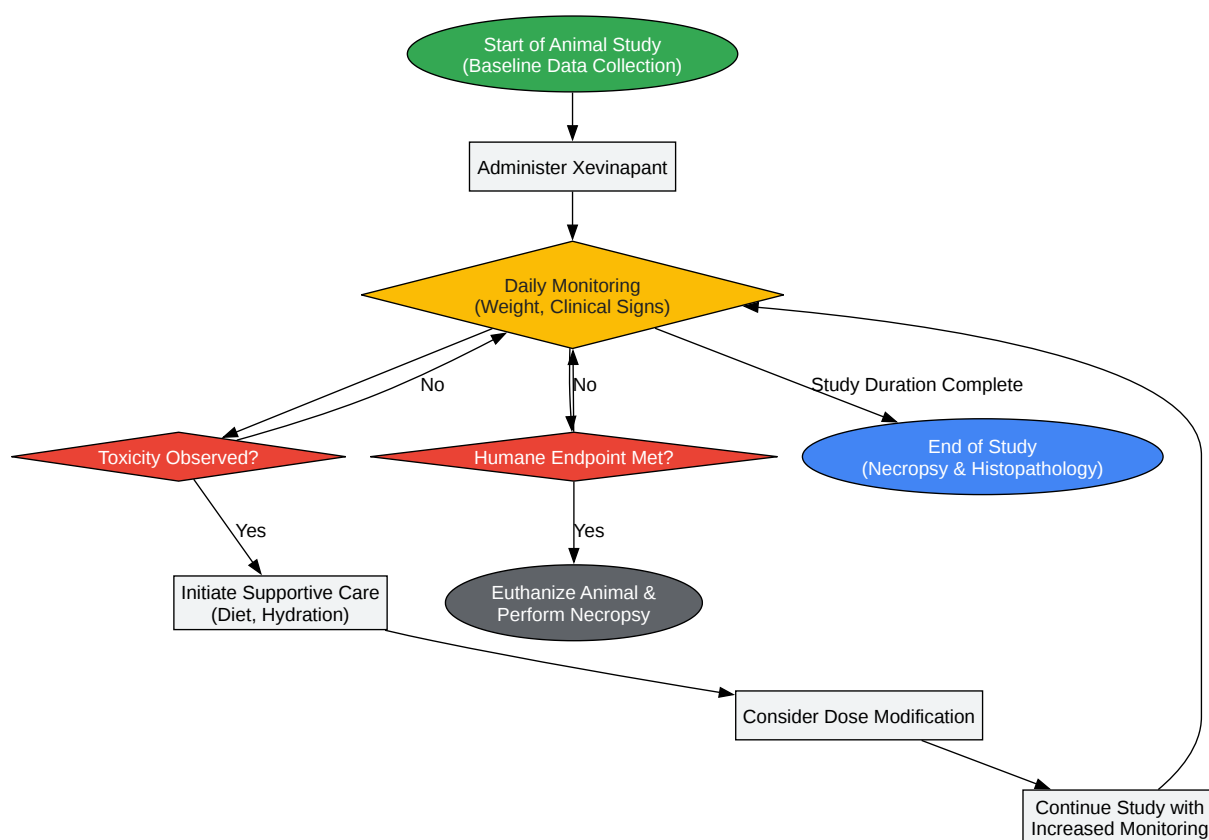 Start of Animal Study
(Baseline Data Collection)
Administer Xevinapant
Daily Monitoring
(Weight, Clinical Signs)
No
No
Study Duration Complete
Toxicity Observed?
Humane Endpoint Met?
End of Study
(Necropsy & Histopathology)
Yes
Yes
Initiate Supportive Care
(Diet, Hydration)
Euthanize Animal &
Perform Necropsy
Consider Dose Modification
Continue Study with
Increased Monitoring